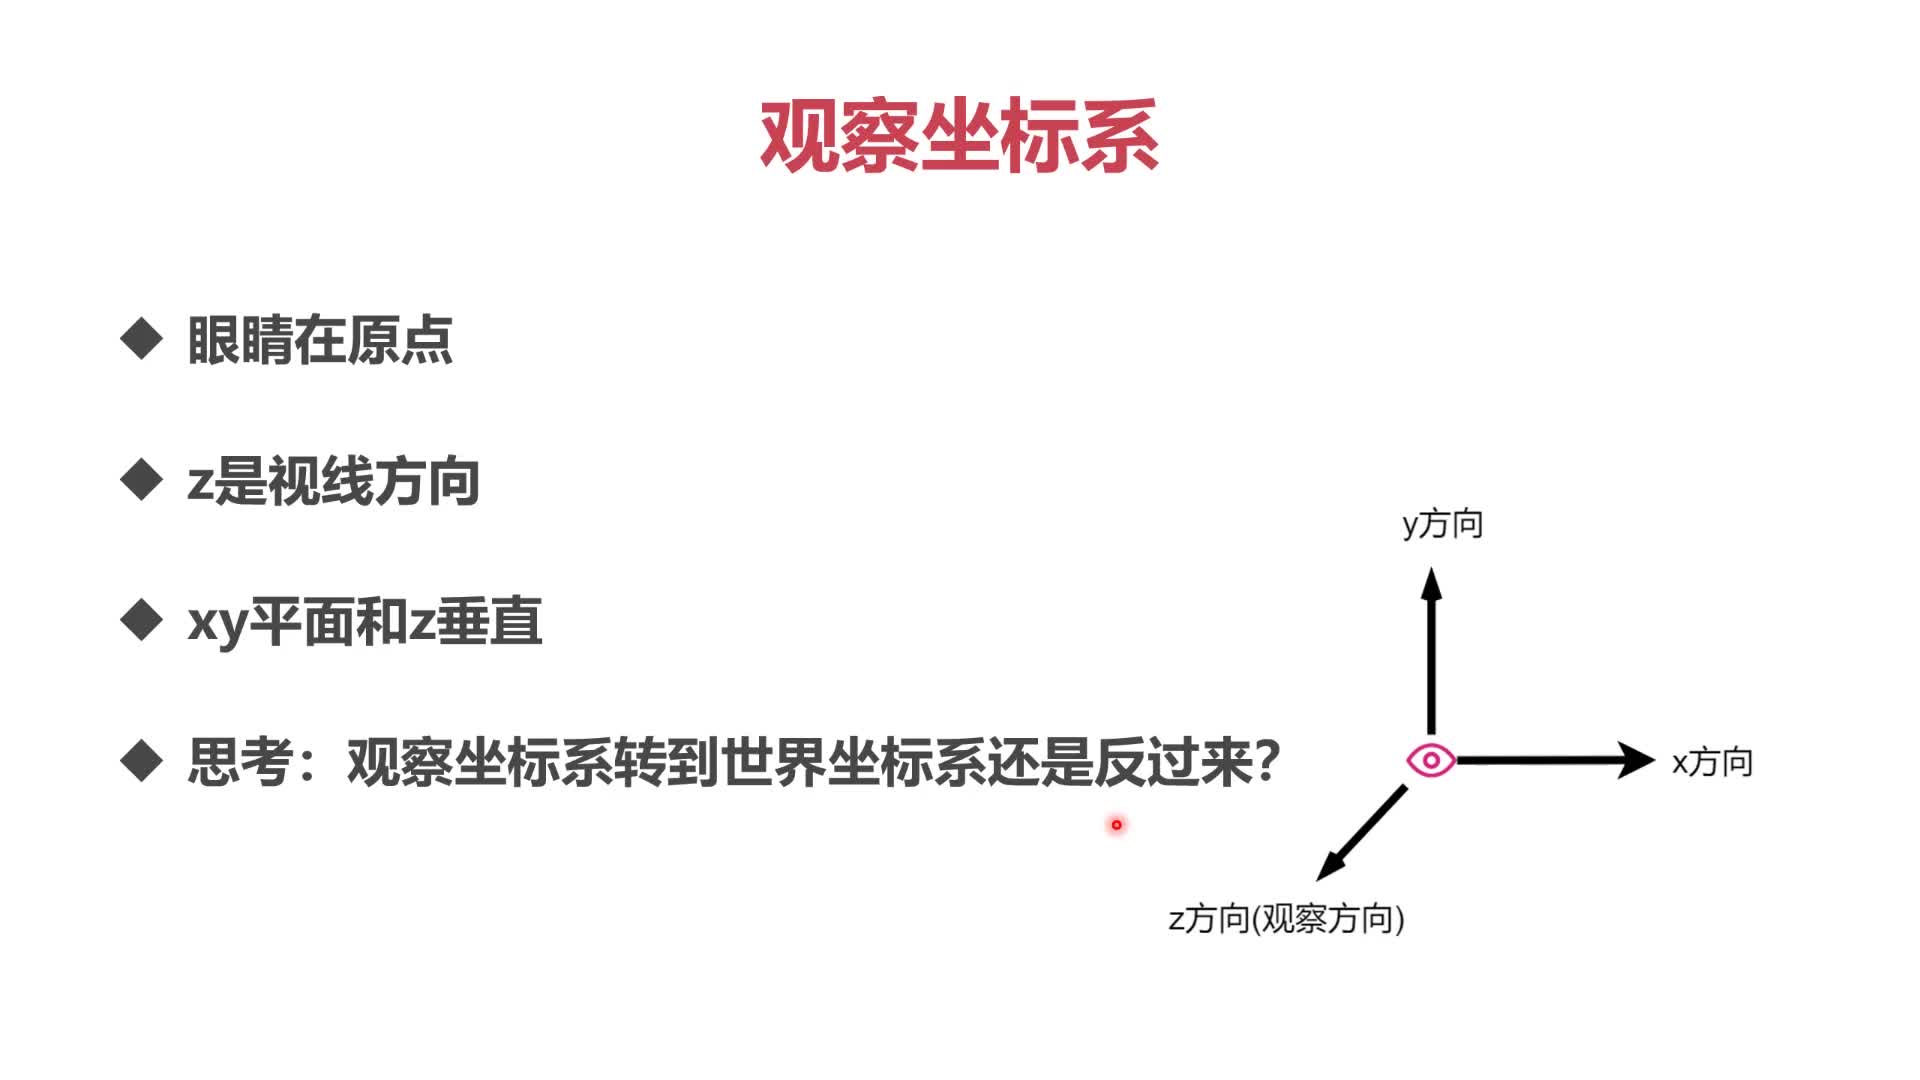 观察坐标系
眼睛在原点
z是视线方向
xy平面和z垂直
思考：观察坐标系转到世界坐标系还是反过来？
y方向
x方向
z方向(观察方向)